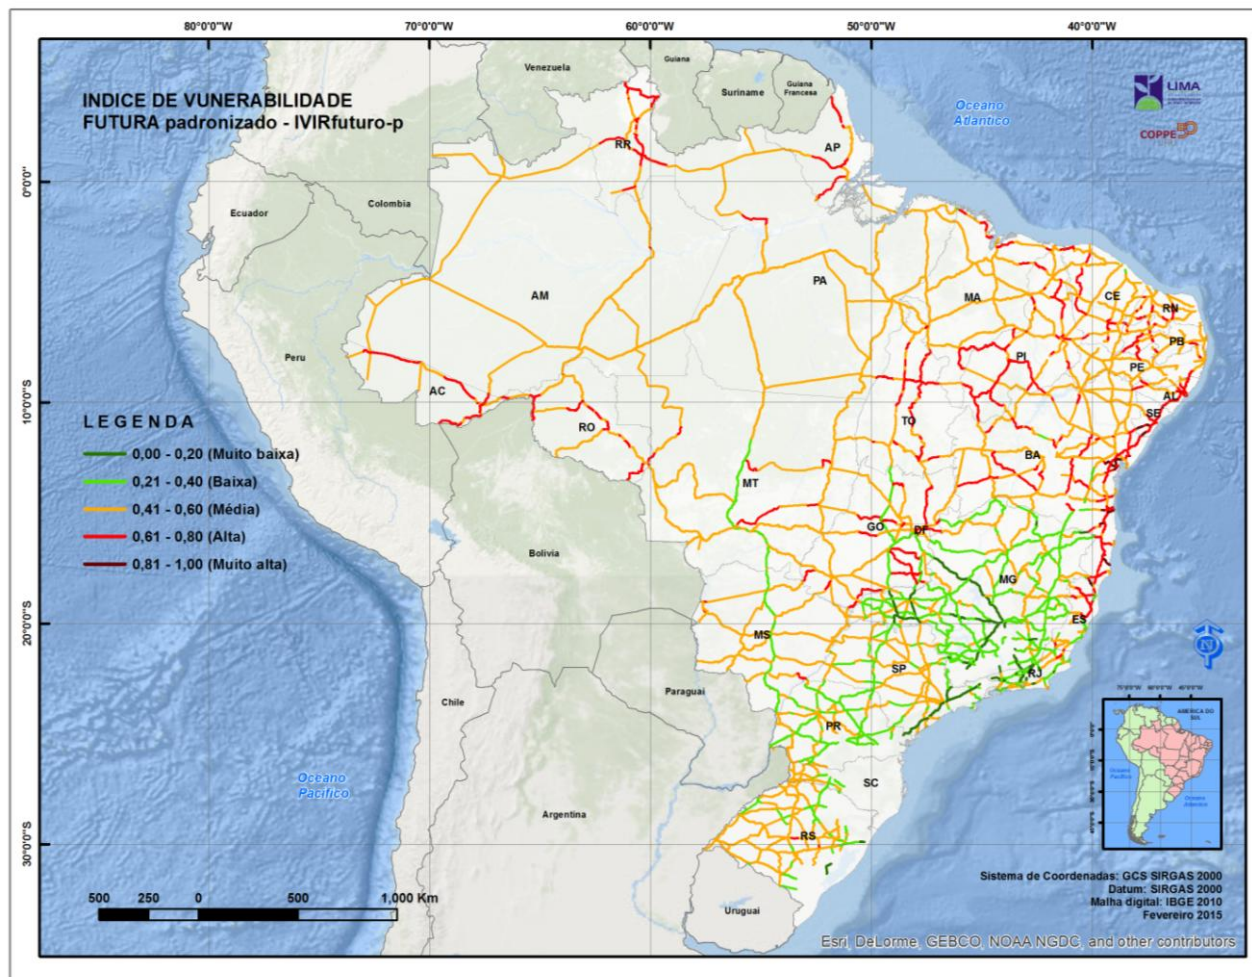 80°0'0"W
70°0'0"W
60°0'0"W
50°0'0"W
40°0'0"W
INDICE DE VUNERABILIDADE
FUTURA padronizado - IVIRfuturo-p
Venezuela
Guiana
Suriname
Guiana
Francesa
Oceano
Atlantico
LIMA
COPPE
RR
AP
0°0'0"
Colombia
Ecuador
AM
PA
MA
CE
RN
PB
PI
PE
Peru
AC
AL
10°0'0"S
SE
RO
TO
BA
LEGENDA
0,00 - 0,20 (Muito baixa)
0,21 - 0,40 (Baixa)
0,41 - 0,60 (Média)
0,61 - 0,80 (Alta)
0,81 - 1,00 (Muito alta)
MT
GO
DF
Bolivia
MG
20°0'0"S
ES
MS
SP
RJ
Paraguai
Chile
PR
AMERICA DO
SUL
Oceano
Pacifico
Oceano
Atlantico
Oceano
Pacifico
SC
Argentina
RS
30°0'0"S
Sistema de Coordenadas: GCS SIRGAS 2000
Datum: SIRGAS 2000
Malha digital: IBGE 2010
Fevereiro 2015
500 250 0 500 1,000 Km
Uruguai
N
Esri, DeLorme, GEBCO, NOAA NGDC, and other contributors